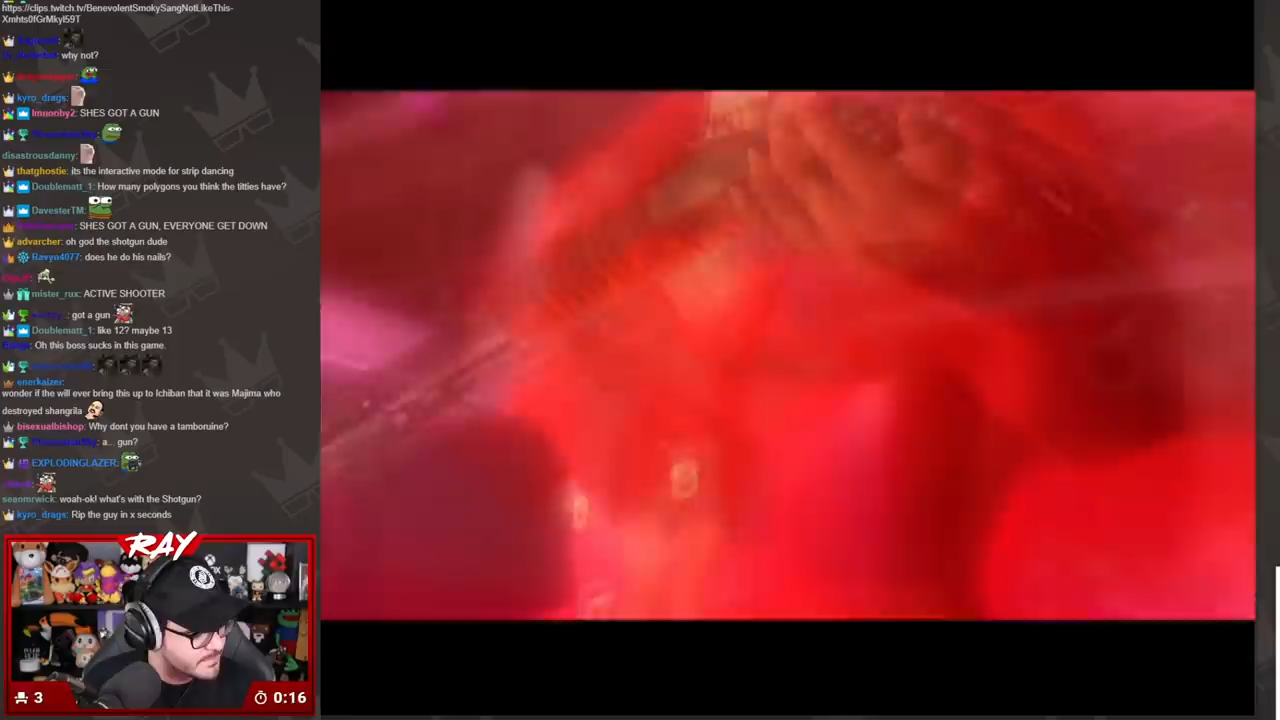 https://clips.twitch.tv/BenevolentSmokySangNotLikeThis-
Xmhts0fGrMkyI59T
why not?
kyro_drags:
Imnooby2: SHES GOT A GUN
disastrousdanny:
thatghostie: its the interactive mode for strip dancing
Doublematt_1: How many polygons you think the titties have?
DavesterTM:
: SHES GOT A GUN, EVERYONE GET DOWN
advarcher: oh god the shotgun dude
Ravyn4077: does he do his nails?
mister_rux: ACTIVE SHOOTER
: got a gun
Doublematt_1: like 12? maybe 13
: Oh this boss sucks in this game.
enerkaizer:
wonder if the will ever bring this up to Ichiban that it was Majima who
destroyed shangrila
bisexualbishop: Why dont you have a tamboruine?
: a... gun?
EXPLODINGLAZER:
seanmrwick: woah-ok! what's with the Shotgun?
kyro_drags: Rip the guy in x seconds
RAY
3
0:16